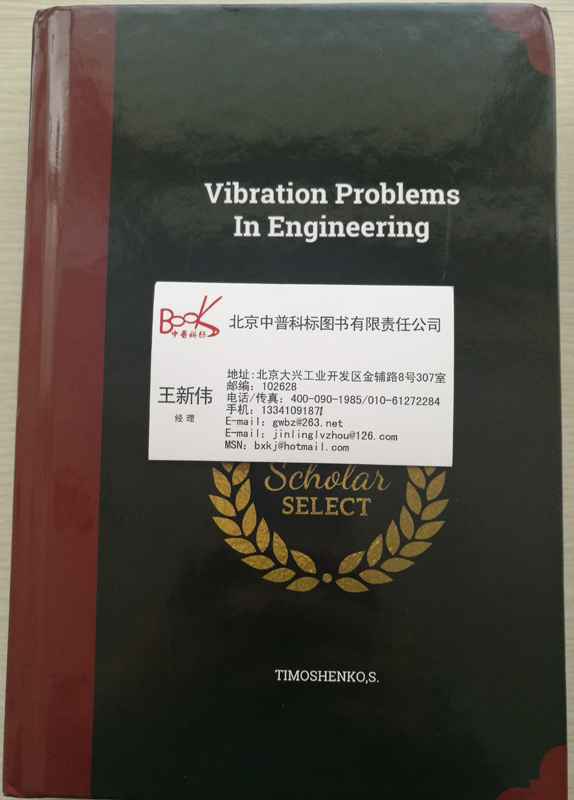 Vibration Problems
In Engineering
BooKS
中普科标
北京中普科标图书有限责任公司
王新伟
经理
地址:北京大兴工业开发区金辅路8号307室
邮编: 102628
电话/传真: 400-090-1985/010-61272284
手机: 13341091871
E-mail: gwbz@263.net
E-mail: jinlinglvzhou@126.com
MSN: bxkj@hotmail.com
Scholar
SELECT
TIMOSHENKO,S.